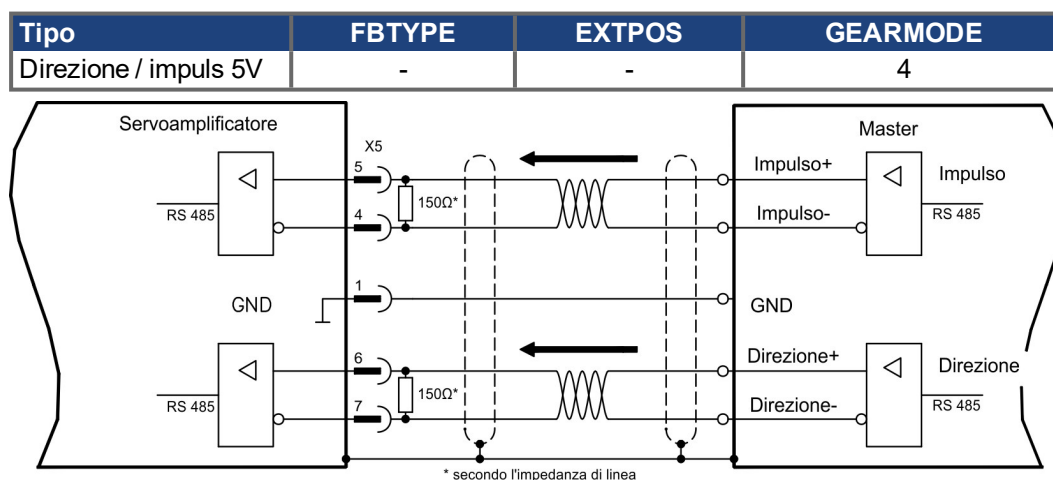 Tipo FBTYPE EXTPOS GEARMODE
Direzione / impuls 5V - - 4
Servoamplificatore
Master
X5
5
Impulso+
Impulso
RS 485
150Ω*
4
Impulso-
RS 485
GND
1
GND
6
Direzione+
Direzione
RS 485
150Ω*
7
Direzione-
RS 485
* secondo l'impedanza di linea